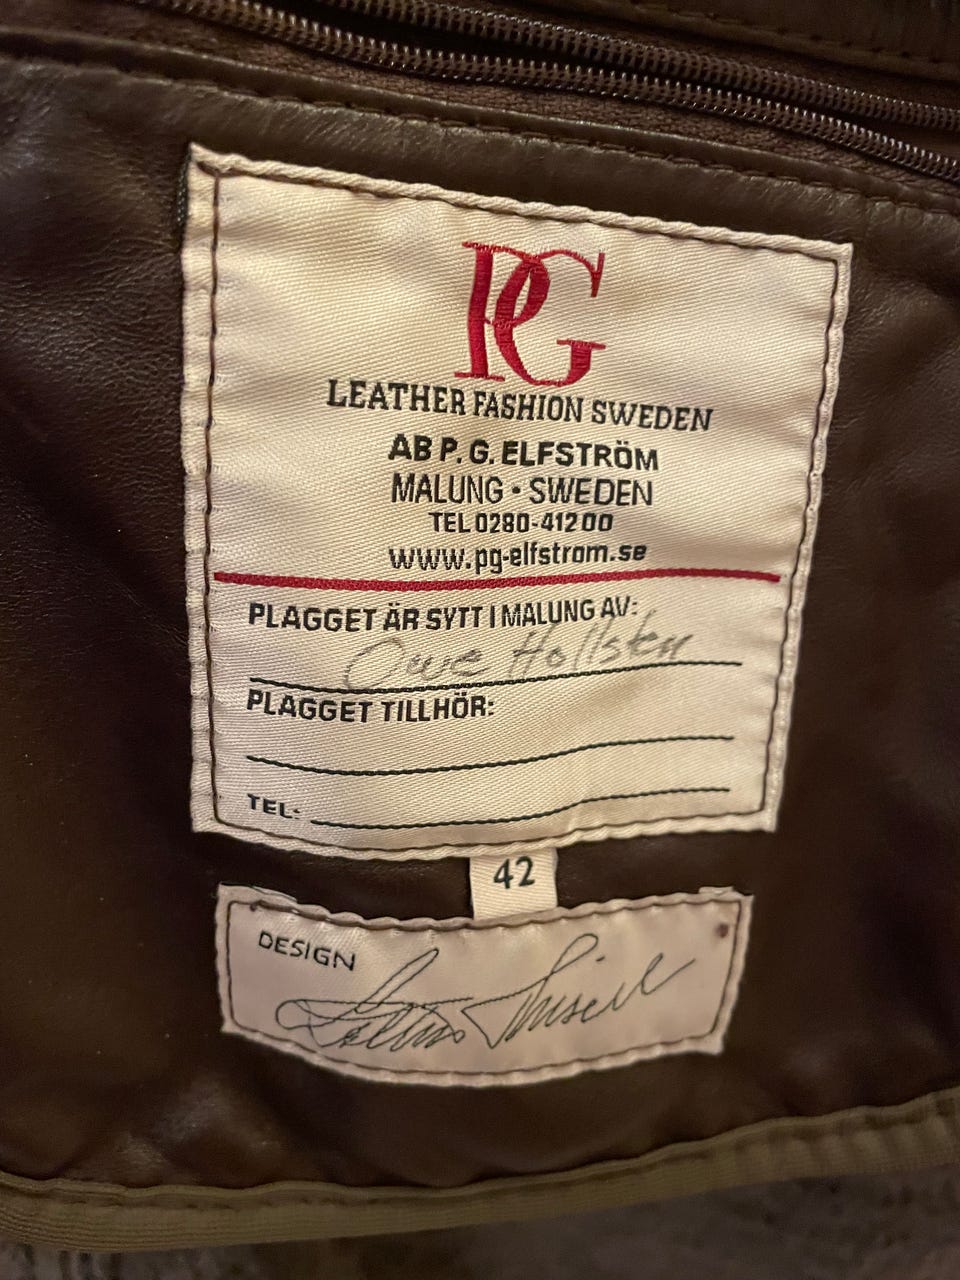 PG
LEATHER FASHION SWEDEN
AB P. G. ELFSTRÖM
MALUNG • SWEDEN
TEL 0280-412 00
www.pg-elfstrom.se
PLAGGET ÄR SYTT I MALUNG AV:
Owe Hollsten
PLAGGET TILLHÖR:
TEL:
42
DESIGN